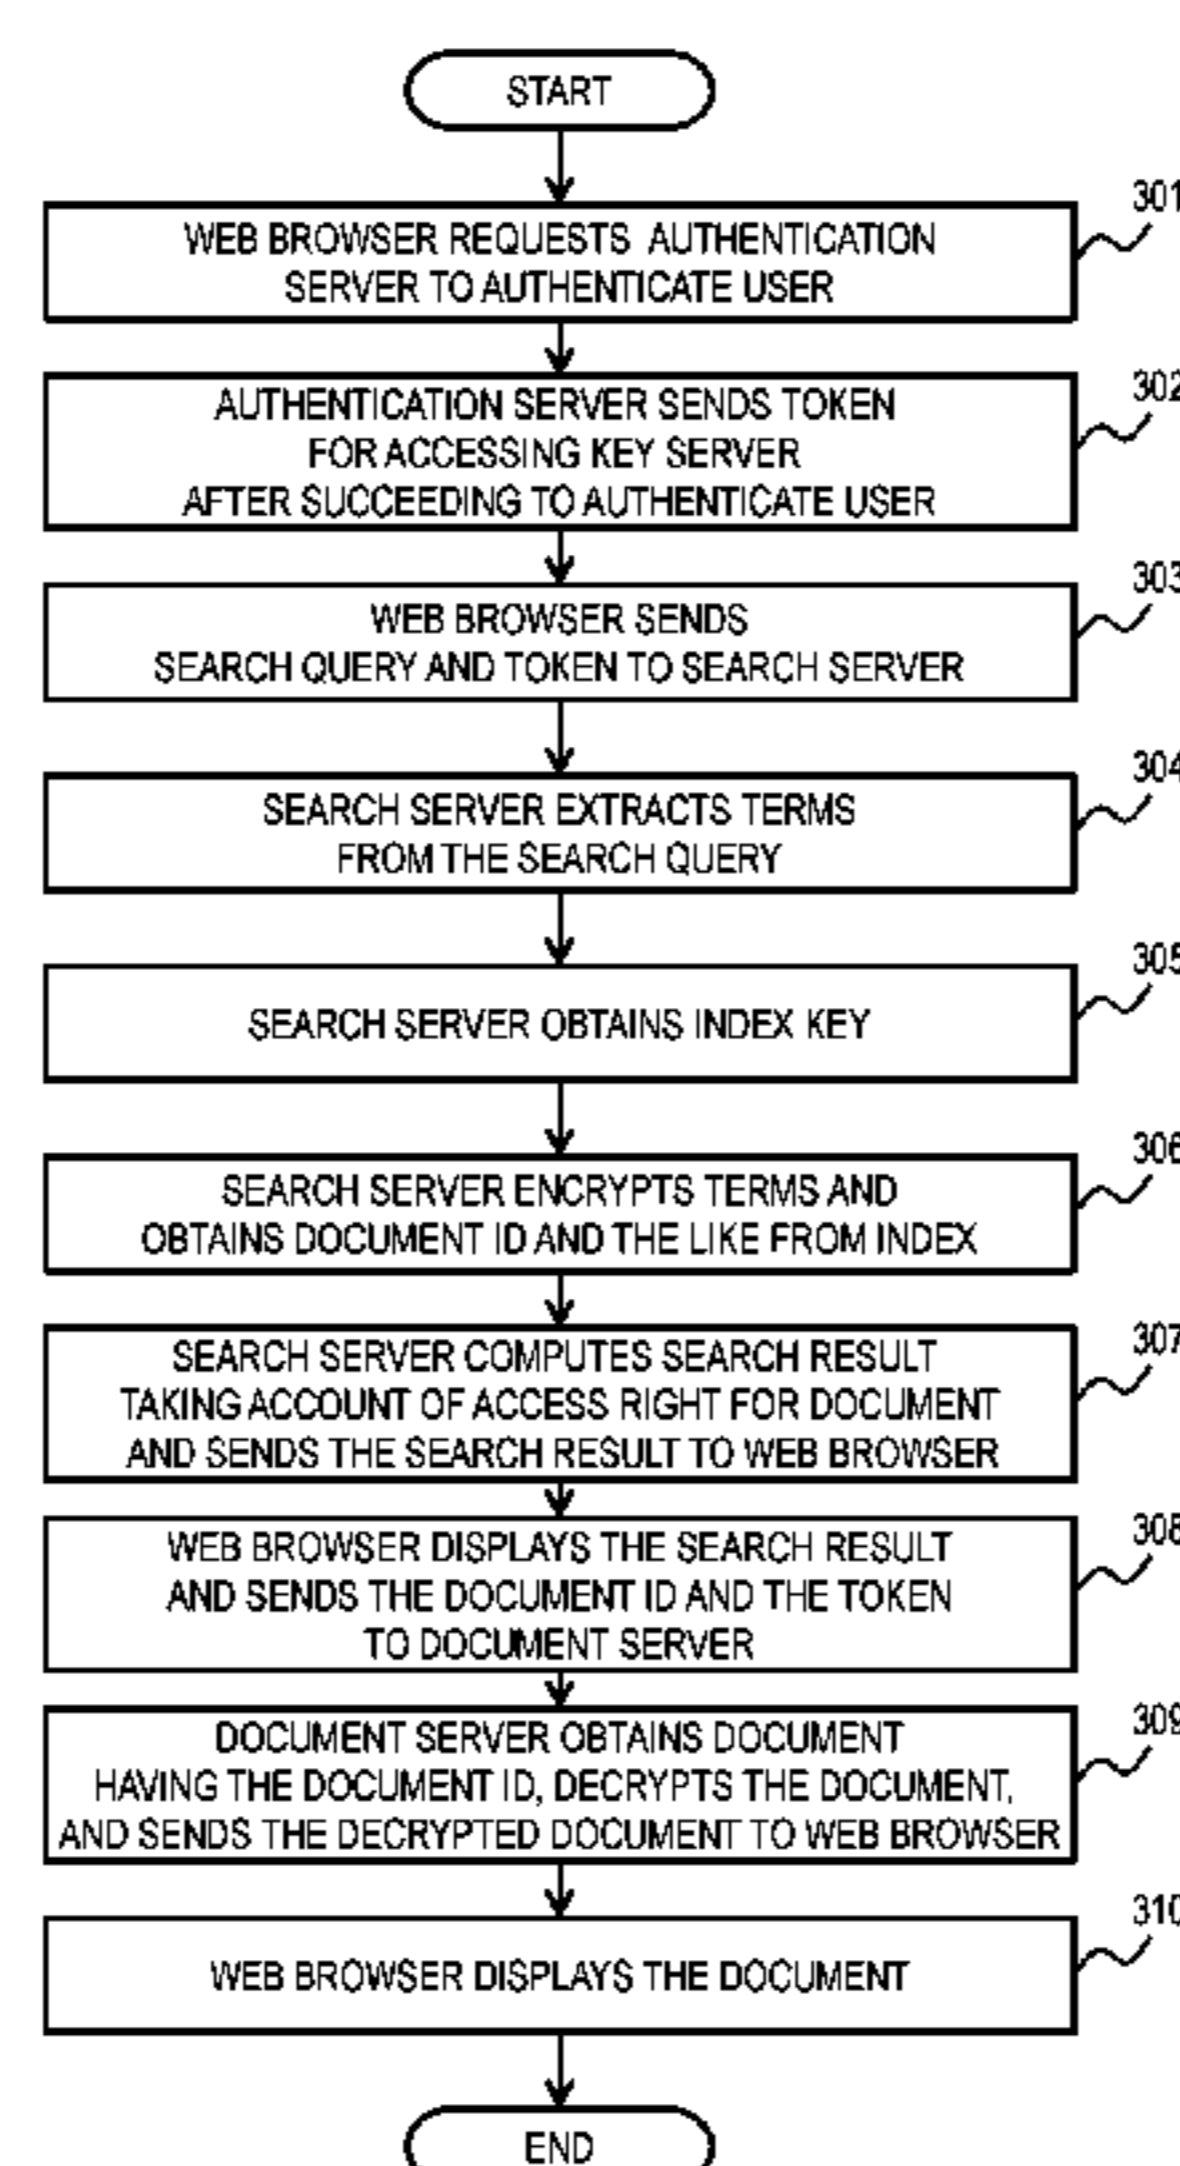 START
301
WEB BROWSER REQUESTS AUTHENTICATION
SERVER TO AUTHENTICATE USER
302
AUTHENTICATION SERVER SENDS TOKEN
FOR ACCESSING KEY SERVER
AFTER SUCCEEDING TO AUTHENTICATE USER
303
WEB BROWSER SENDS
SEARCH QUERY AND TOKEN TO SEARCH SERVER
304
SEARCH SERVER EXTRACTS TERMS
FROM THE SEARCH QUERY
305
SEARCH SERVER OBTAINS INDEX KEY
306
SEARCH SERVER ENCRYPTS TERMS AND
OBTAINS DOCUMENT ID AND THE LIKE FROM INDEX
307
SEARCH SERVER COMPUTES SEARCH RESULT
TAKING ACCOUNT OF ACCESS RIGHT FOR DOCUMENT
AND SENDS THE SEARCH RESULT TO WEB BROWSER
308
WEB BROWSER DISPLAYS THE SEARCH RESULT
AND SENDS THE DOCUMENT ID AND THE TOKEN
TO DOCUMENT SERVER
309
DOCUMENT SERVER OBTAINS DOCUMENT
HAVING THE DOCUMENT ID, DECRYPTS THE DOCUMENT,
AND SENDS THE DECRYPTED DOCUMENT TO WEB BROWSER
310
WEB BROWSER DISPLAYS THE DOCUMENT
END